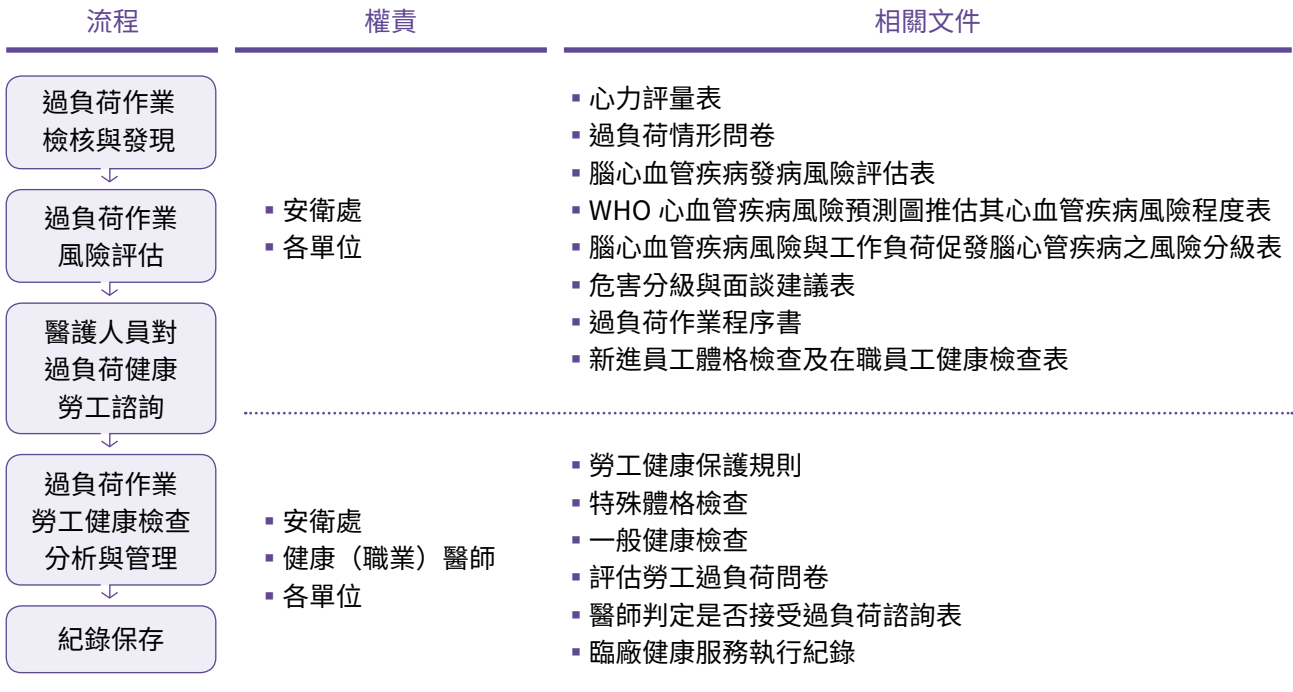 流程
權責
相關文件
過負荷作業
檢核與發現
過負荷作業
風險評估
醫護人員對
過負荷健康
勞工諮詢
▪ 安衛處
▪ 各單位
▪ 心力評量表
▪ 過負荷情形問卷
▪ 腦心血管疾病發病風險評估表
▪ WHO 心血管疾病風險預測圖推估其心血管疾病風險程度表
▪ 腦心血管疾病風險與工作負荷促發腦心管疾病之風險分級表
▪ 危害分級與面談建議表
▪ 過負荷作業程序書
▪ 新進員工體格檢查及在職員工健康檢查表
過負荷作業
勞工健康檢查
分析與管理
紀錄保存
▪ 安衛處
▪ 健康（職業）醫師
▪ 各單位
▪ 勞工健康保護規則
▪ 特殊體格檢查
▪ 一般健康檢查
▪ 評估勞工過負荷問卷
▪ 醫師判定是否接受過負荷諮詢表
▪ 臨廠健康服務執行紀錄